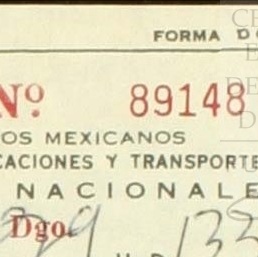 FORMA
Nº 89148
OS MEXICANOS
CACIONES Y TRANSPORTE
NACIONALE
Dgo.